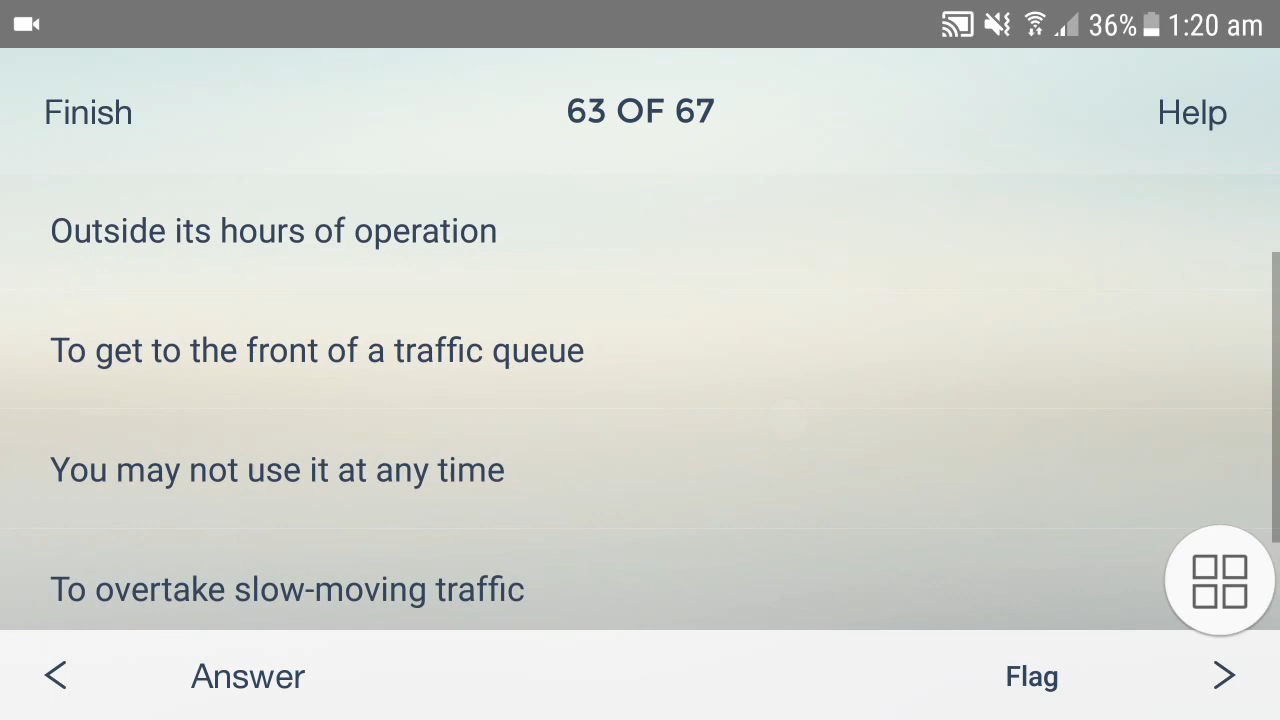 36% 1:20 am
Finish 63 OF 67 Help
Outside its hours of operation
To get to the front of a traffic queue
You may not use it at any time
To overtake slow-moving traffic
Answer Flag